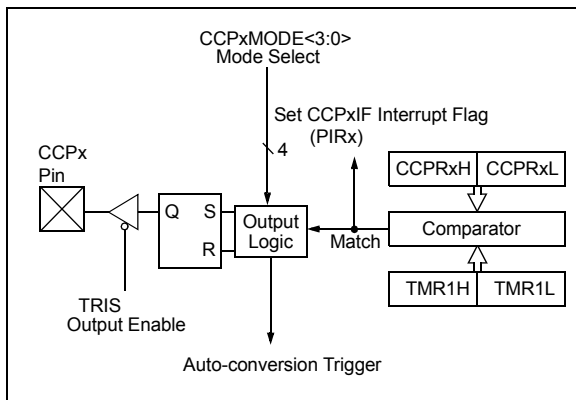 CCPxMODE<3:0>
Mode Select
Set CCPxIF Interrupt Flag
(PIRx)
4
CCPx
Pin
CCPRxH CCPRxL
Q S
R
Output
Logic
Match
Comparator
TMR1H TMR1L
TRIS
Output Enable
Auto-conversion Trigger